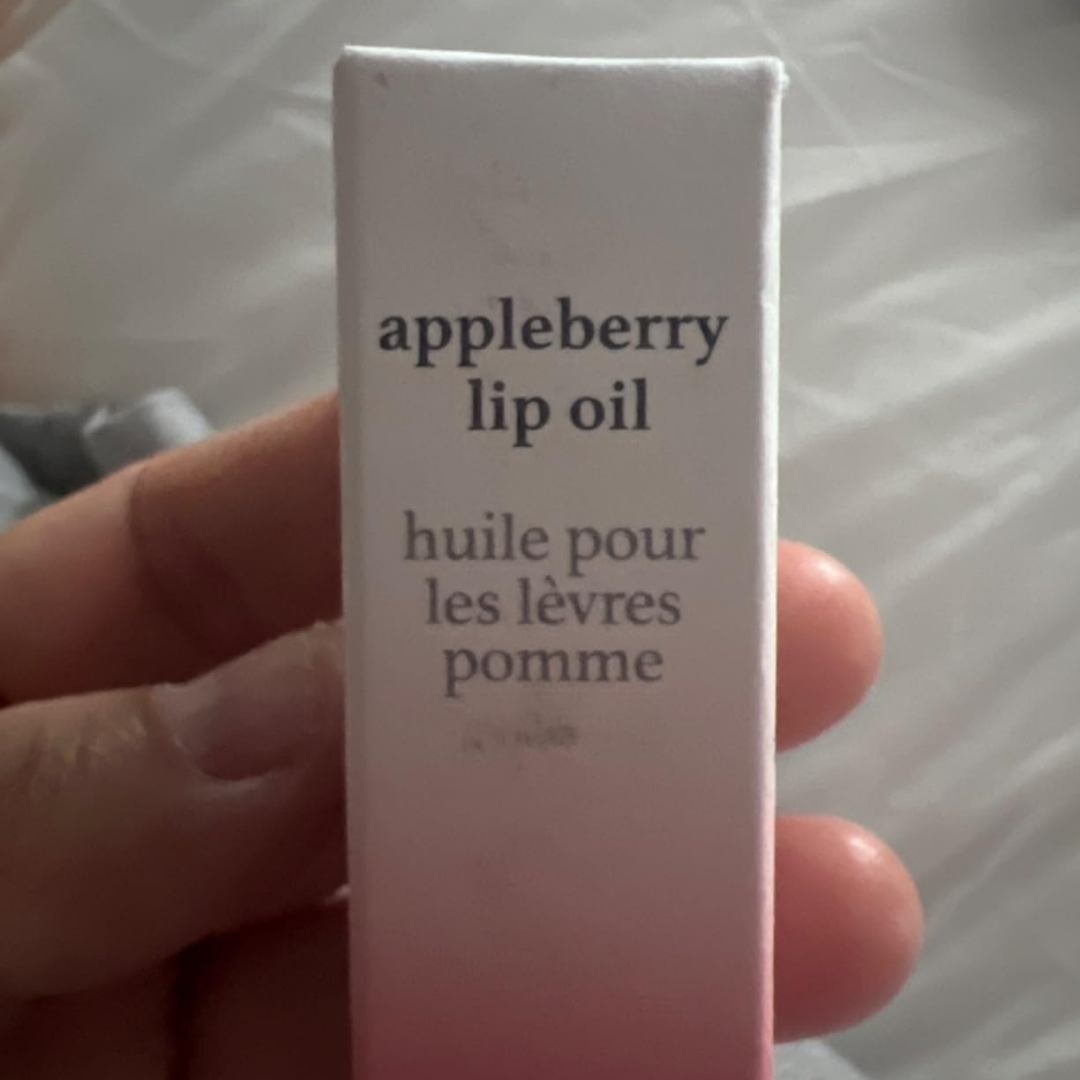 appleberry
lip oil
huile pour
les lèvres
pomme